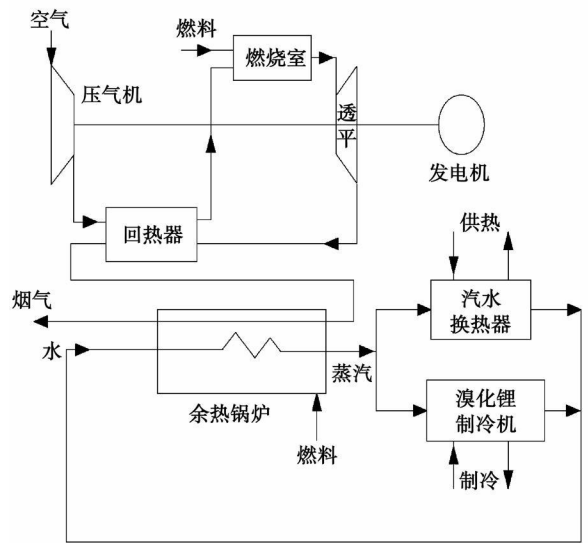 空气
燃料
燃烧室
压气机
透
平
发电机
回热器
供热
烟气
汽水
换热器
水
蒸汽
余热锅炉
溴化锂
制冷机
燃料
制冷